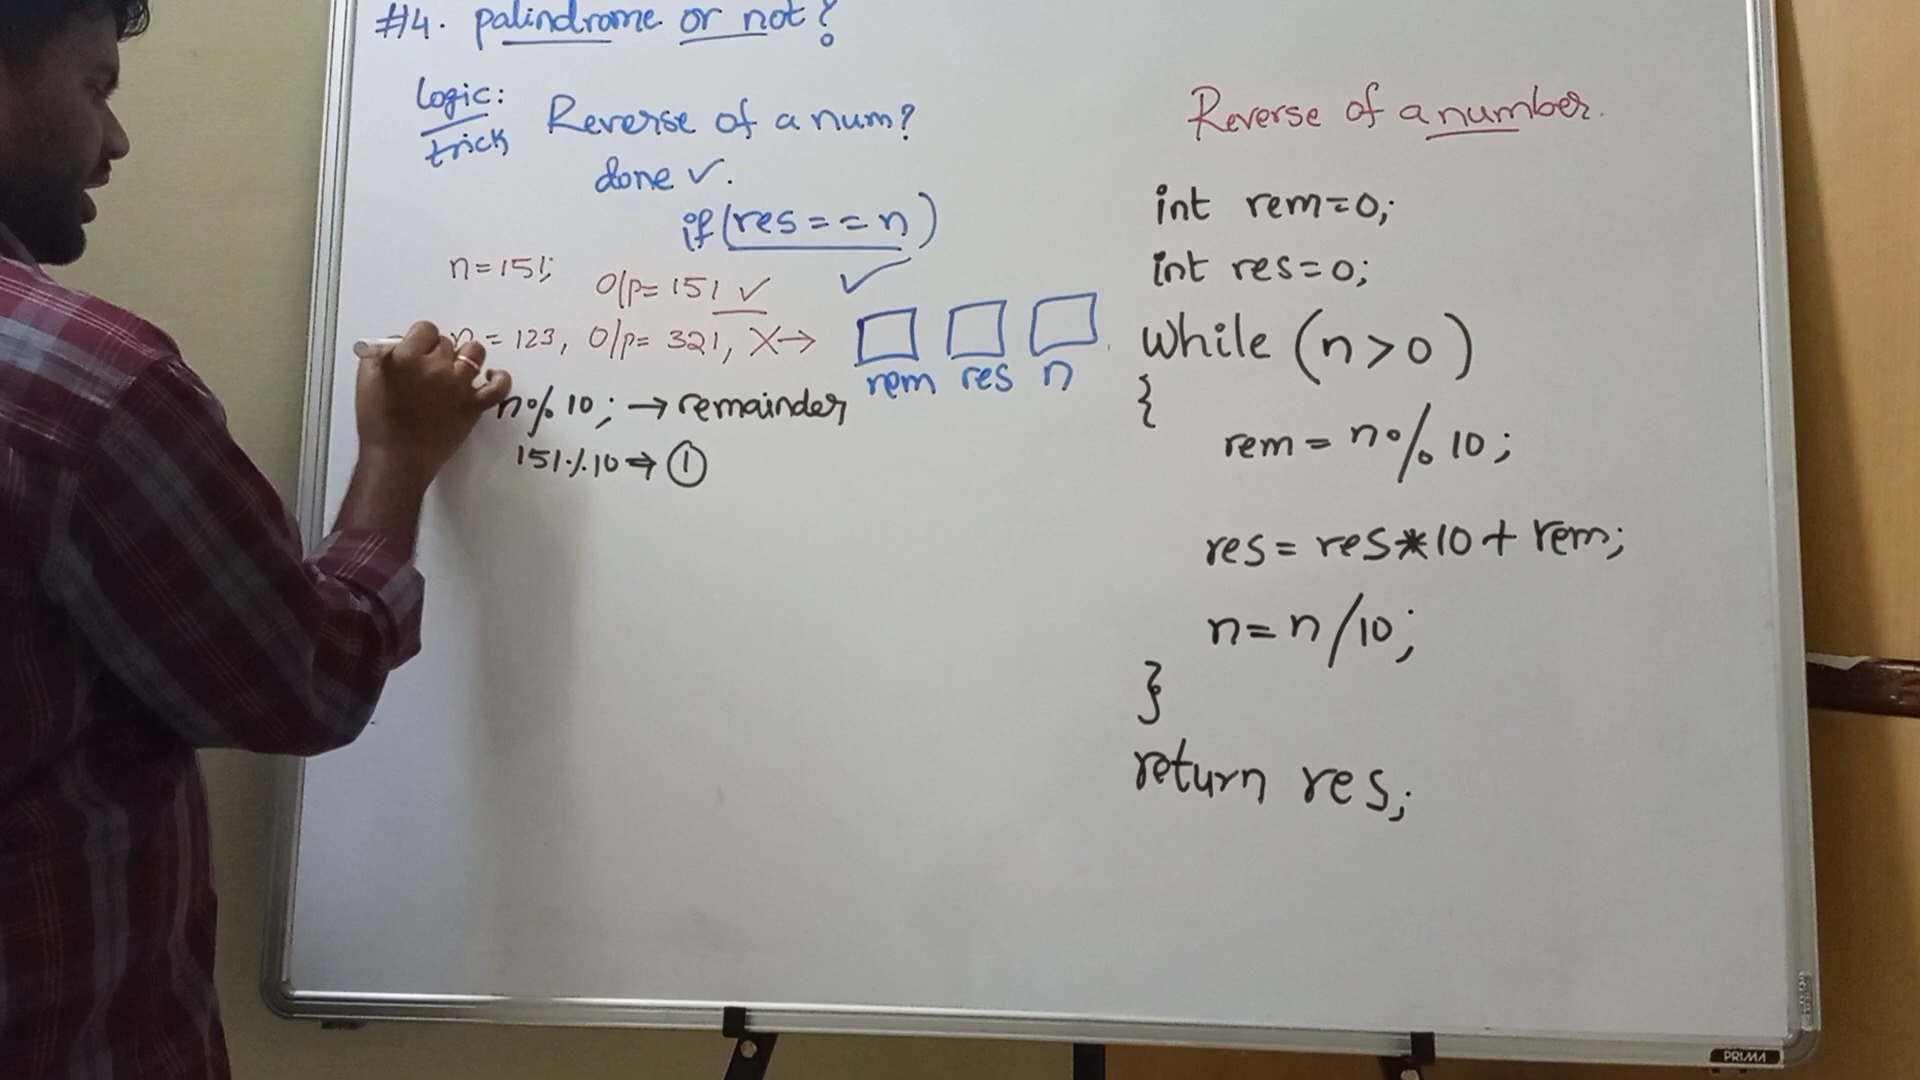 #4. palindrome or not?
Logic:
trick
Reverse of a num?
done ✓.
if(res==n)
✓
n=151;
O/p= 151 ✓
n = 123, O/p= 321, X→
rem res n
n%10; → remainder
151%10 → 1
Reverse of a number.
int rem=0;
int res=0;
while (n>0)
{
rem = n%10;
res = res*10+rem;
n=n/10;
}
return res;
PRIMA